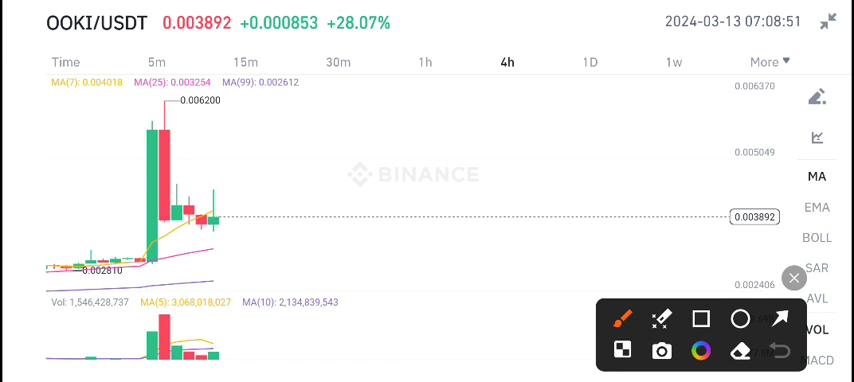 OOKI/USDT 0.003892 +0.000853 +28.07% 2024-03-13 07:08:51
Time 5m 15m 30m 1h 4h 1D 1w More
MA(7): 0.004018 MA(25): 0.003254 MA(99): 0.002612
0.006370
0.006200
0.005049
BINANCE
MA
0.003892
EMA
BOLL
0.002810
SAR
0.002406
AVL
Vol: 1,546,428,737 MA(5): 3,068,018,027 MA(10): 2,134,839,543
VOL
MACD